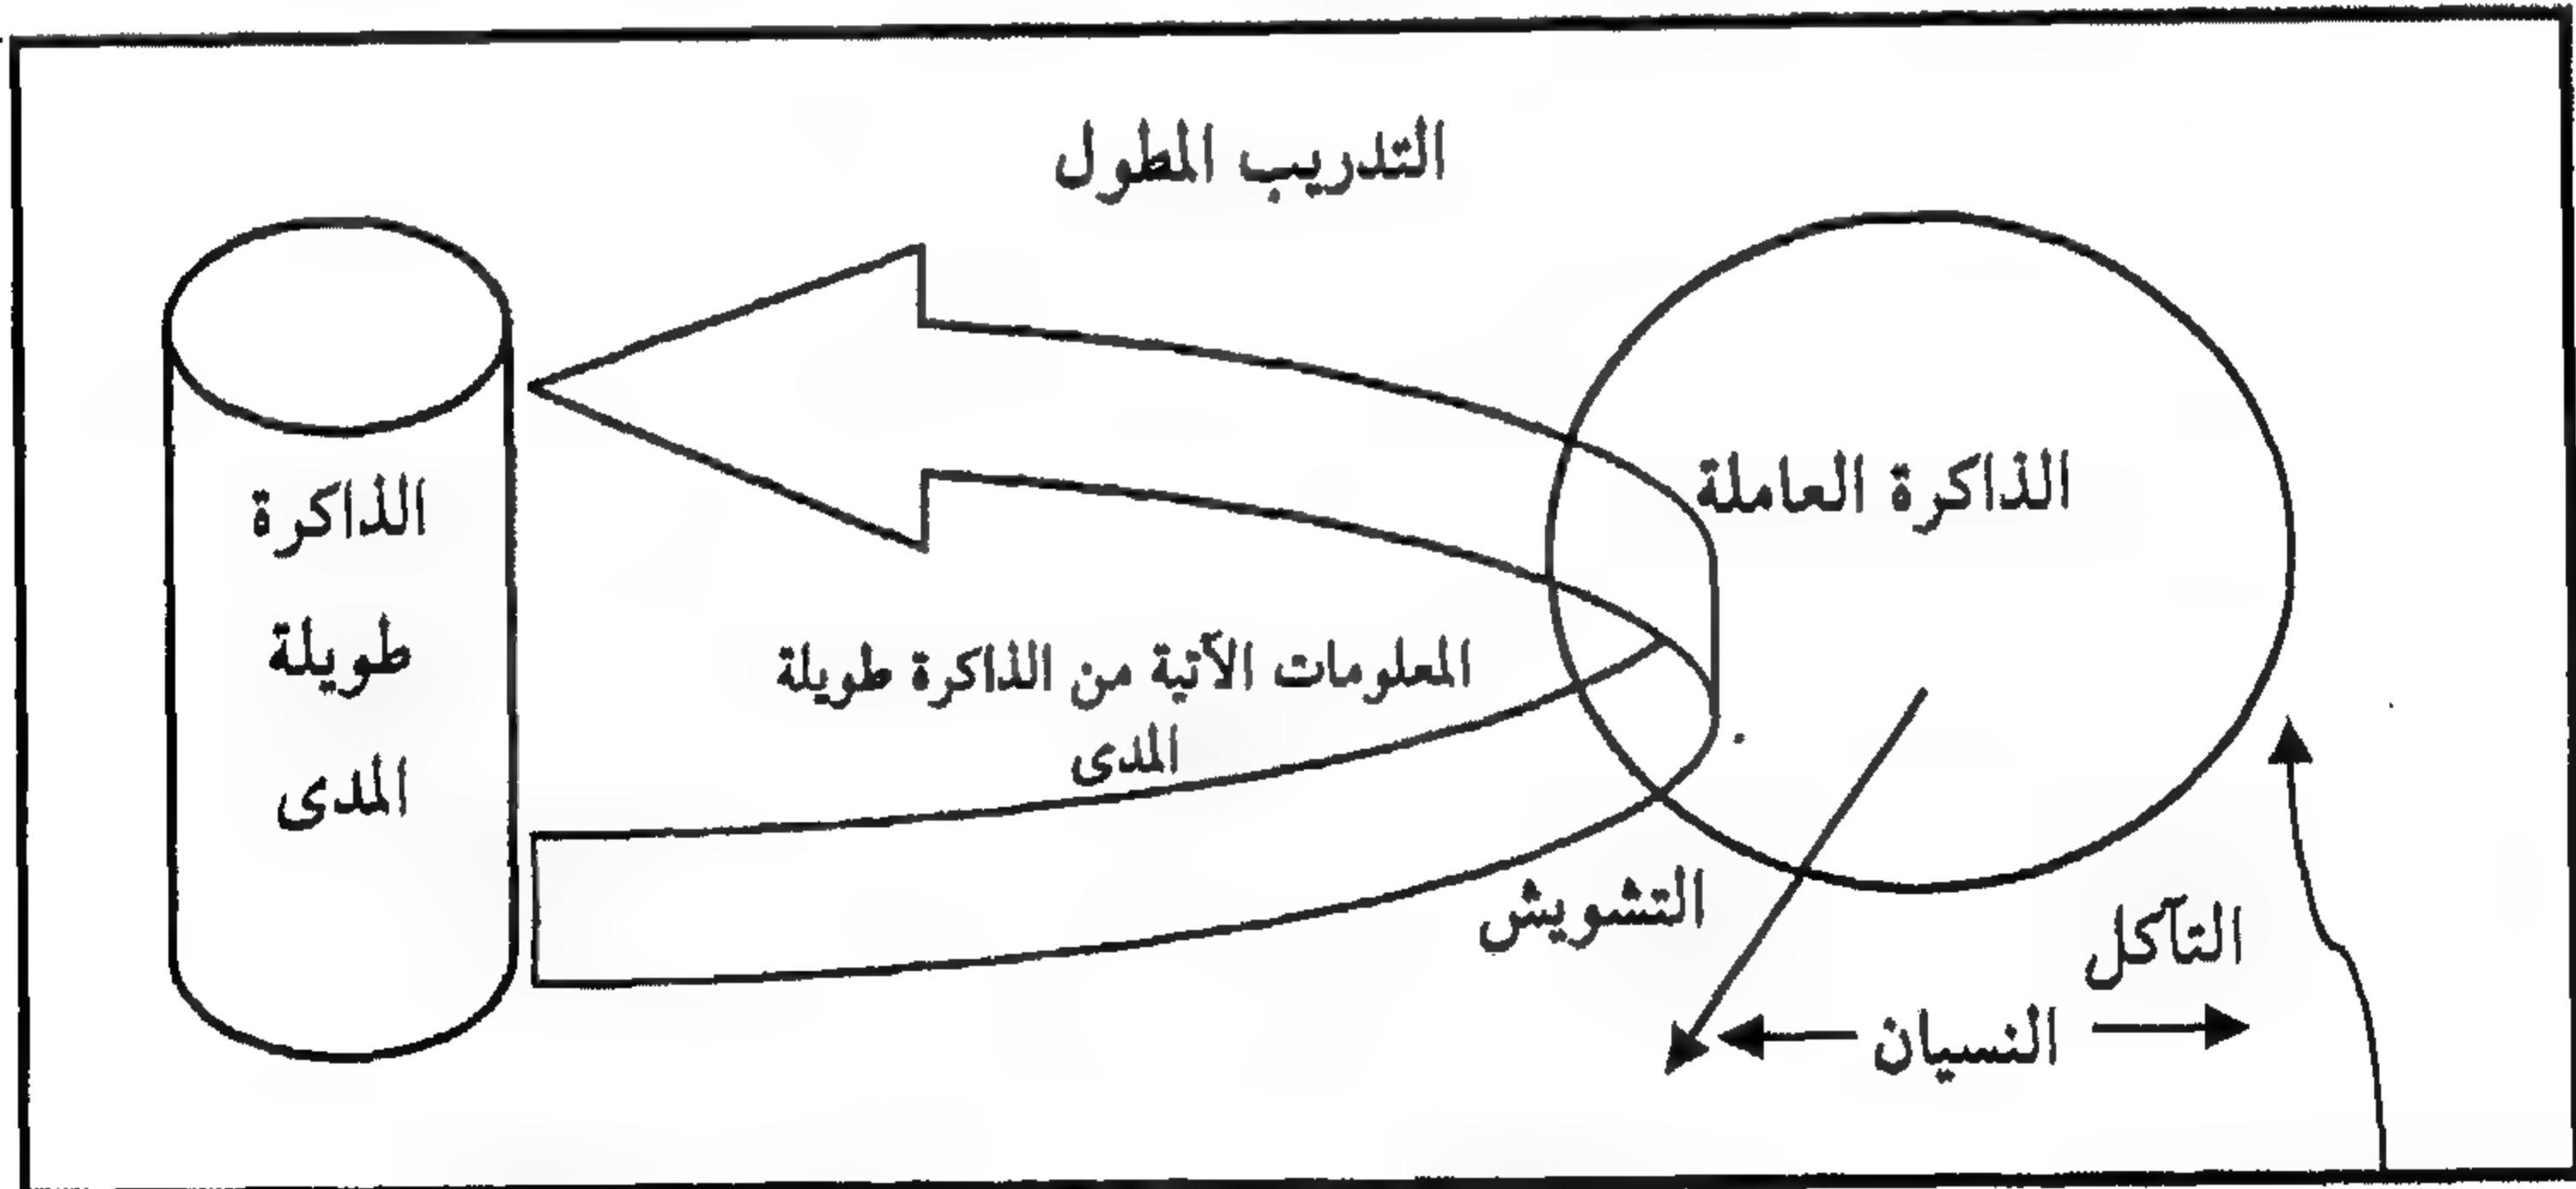 التدريب المطول
الذاكرة العاملة
الذاكرة
طويلة
المدى
المعلومات الآتية من الذاكرة طويلة
المدى
التشويش
التآكل
النسيان